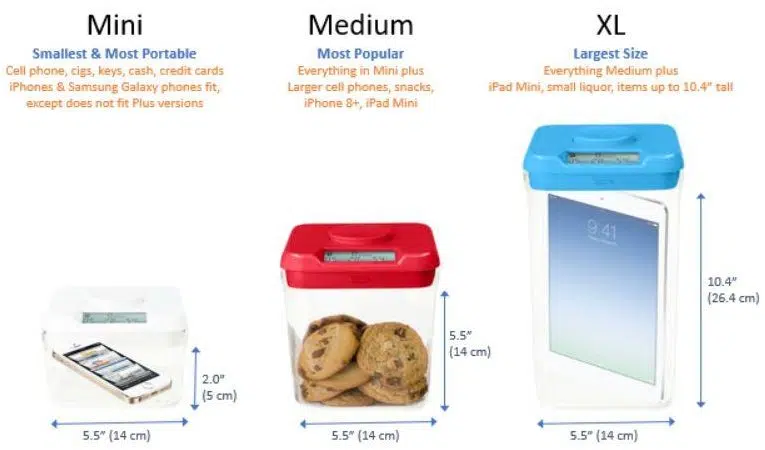 Mini
Smallest & Most Portable
Cell phone, cigs, keys, cash, credit cards
iPhones & Samsung Galaxy phones fit,
except does not fit Plus versions
2.0”
(5 cm)
5.5” (14 cm)
Medium
Most Popular
Everything in Mini plus
Larger cell phones, snacks,
iPhone 8+, iPad Mini
5.5”
(14 cm)
5.5” (14 cm)
XL
Largest Size
Everything Medium plus
iPad Mini, small liquor, items up to 10.4” tall
9:41
10.4”
(26.4 cm)
5.5” (14 cm)